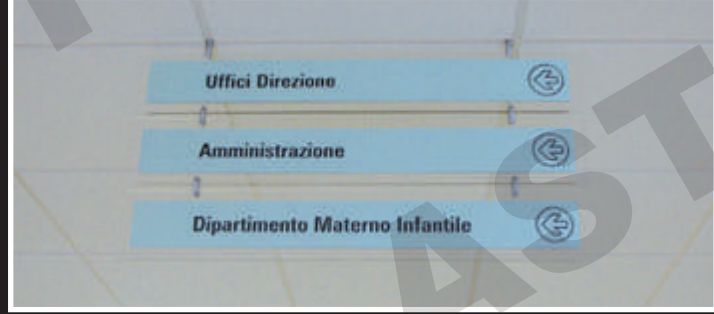 Uffici Direzione
Amministrazione
Dipartimento Materno Infantile